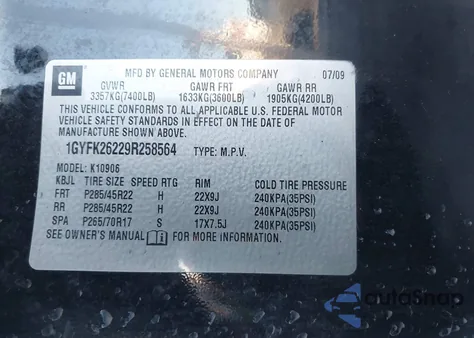 GM
MFD BY GENERAL MOTORS COMPANY 07/09
GVWR GAWR FRT GAWR RR
3357KG(7400LB) 1633KG(3600LB) 1905KG(4200LB)
THIS VEHICLE CONFORMS TO ALL APPLICABLE U.S. FEDERAL MOTOR
VEHICLE SAFETY, BUMPER, AND THEFT PREVENTION STANDARDS IN
EFFECT ON THE DATE OF MANUFACTURE SHOWN ABOVE.
1GYFK26229R258564 TYPE: M.P.V.
MODEL: K10906
KBJL TIRE SIZE SPEED RTG RIM COLD TIRE PRESSURE
FRT P285/45R22 H 22X9J 240KPA(35PSI)
RR P285/45R22 H 22X9J 240KPA(35PSI)
SPA P265/70R17 S 17X7.5J 240KPA(35PSI)
SEE OWNER'S MANUAL FOR MORE INFORMATION.
autoSnap